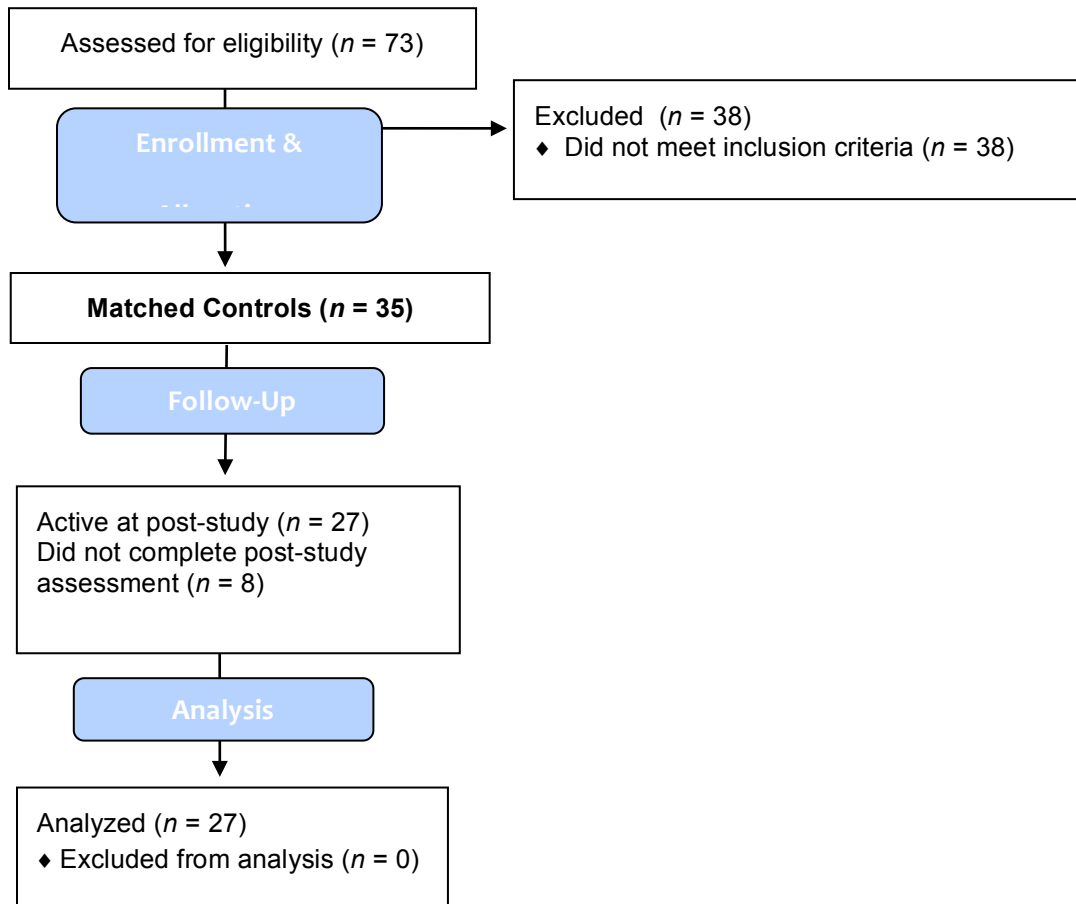 Assessed for eligibility (n = 73)
Excluded (n = 38)
♦ Did not meet inclusion criteria (n = 38)
Enrollment &
Matched Controls (n = 35)
Follow-Up
Active at post-study (n = 27)
Did not complete post-study
assessment (n = 8)
Analysis
Analyzed (n = 27)
♦ Excluded from analysis (n = 0)